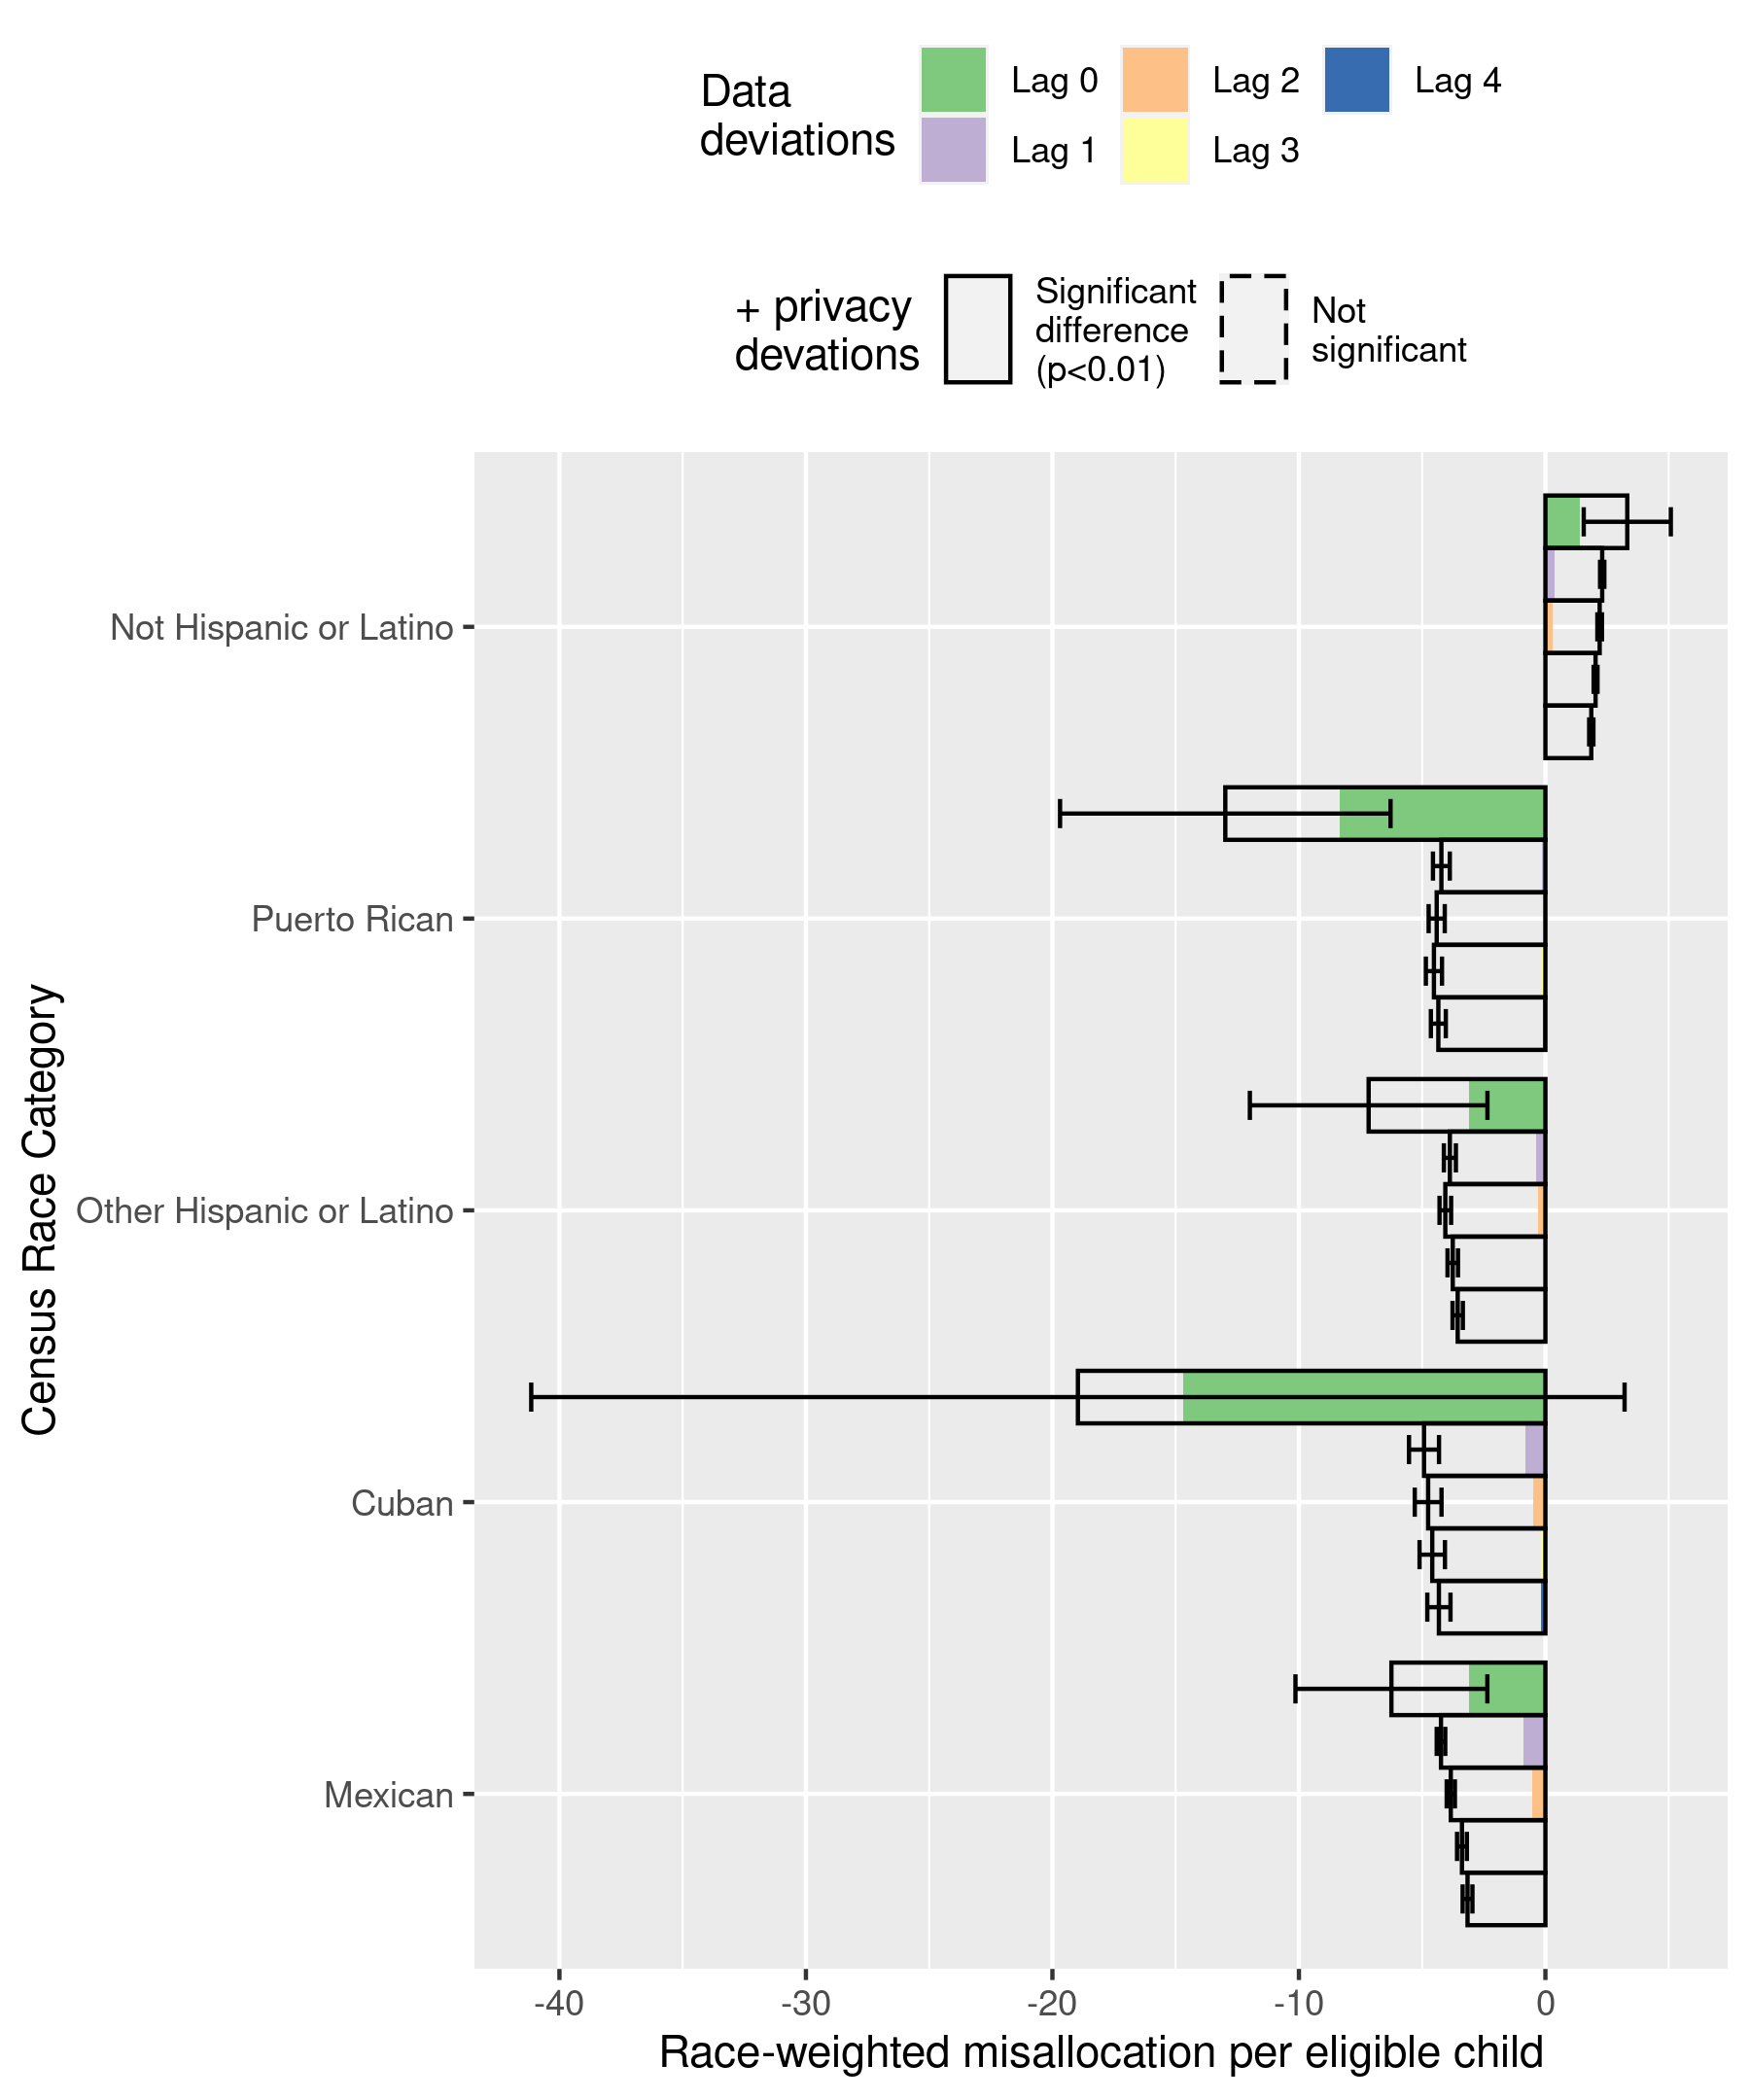 Data
deviations
Lag 0
Lag 2
Lag 4
Lag 1
Lag 3
+ privacy
devations
Significant
difference
(p<0.01)
Not
significant
Census Race Category
Not Hispanic or Latino
Puerto Rican
Other Hispanic or Latino
Cuban
Mexican
-40
-30
-20
-10
0
Race-weighted misallocation per eligible child